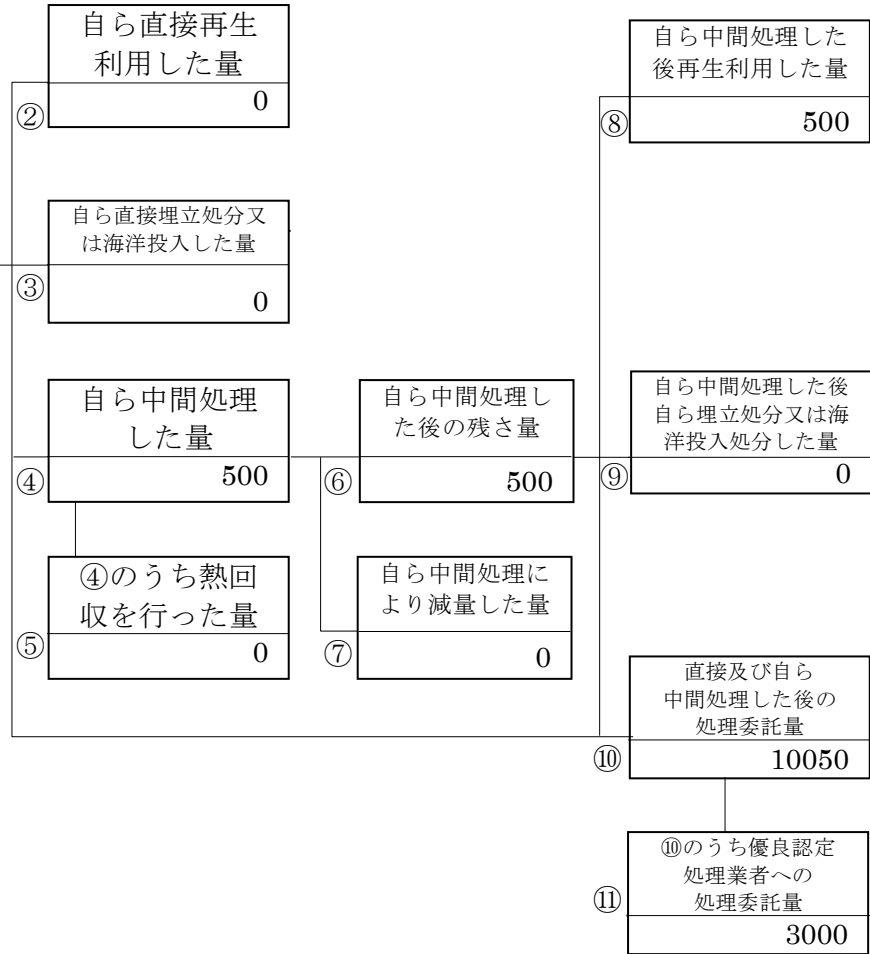 自ら直接再生
利用した量
② 0
自ら中間処理した
後再生利用した量
⑧ 500
自ら直接埋立処分又
は海洋投入した量
③ 0
自ら中間処理
した量
④ 500
自ら中間処理し
た後の残さ量
⑥ 500
自ら中間処理した後
自ら埋立処分又は海
洋投入処分した量
⑨ 0
④のうち熱回
収を行った量
⑤ 0
自ら中間処理に
より減量した量
⑦ 0
直接及び自ら
中間処理した後の
処理委託量
⑩ 10050
⑩のうち優良認定
処理業者への
処理委託量
⑪ 3000